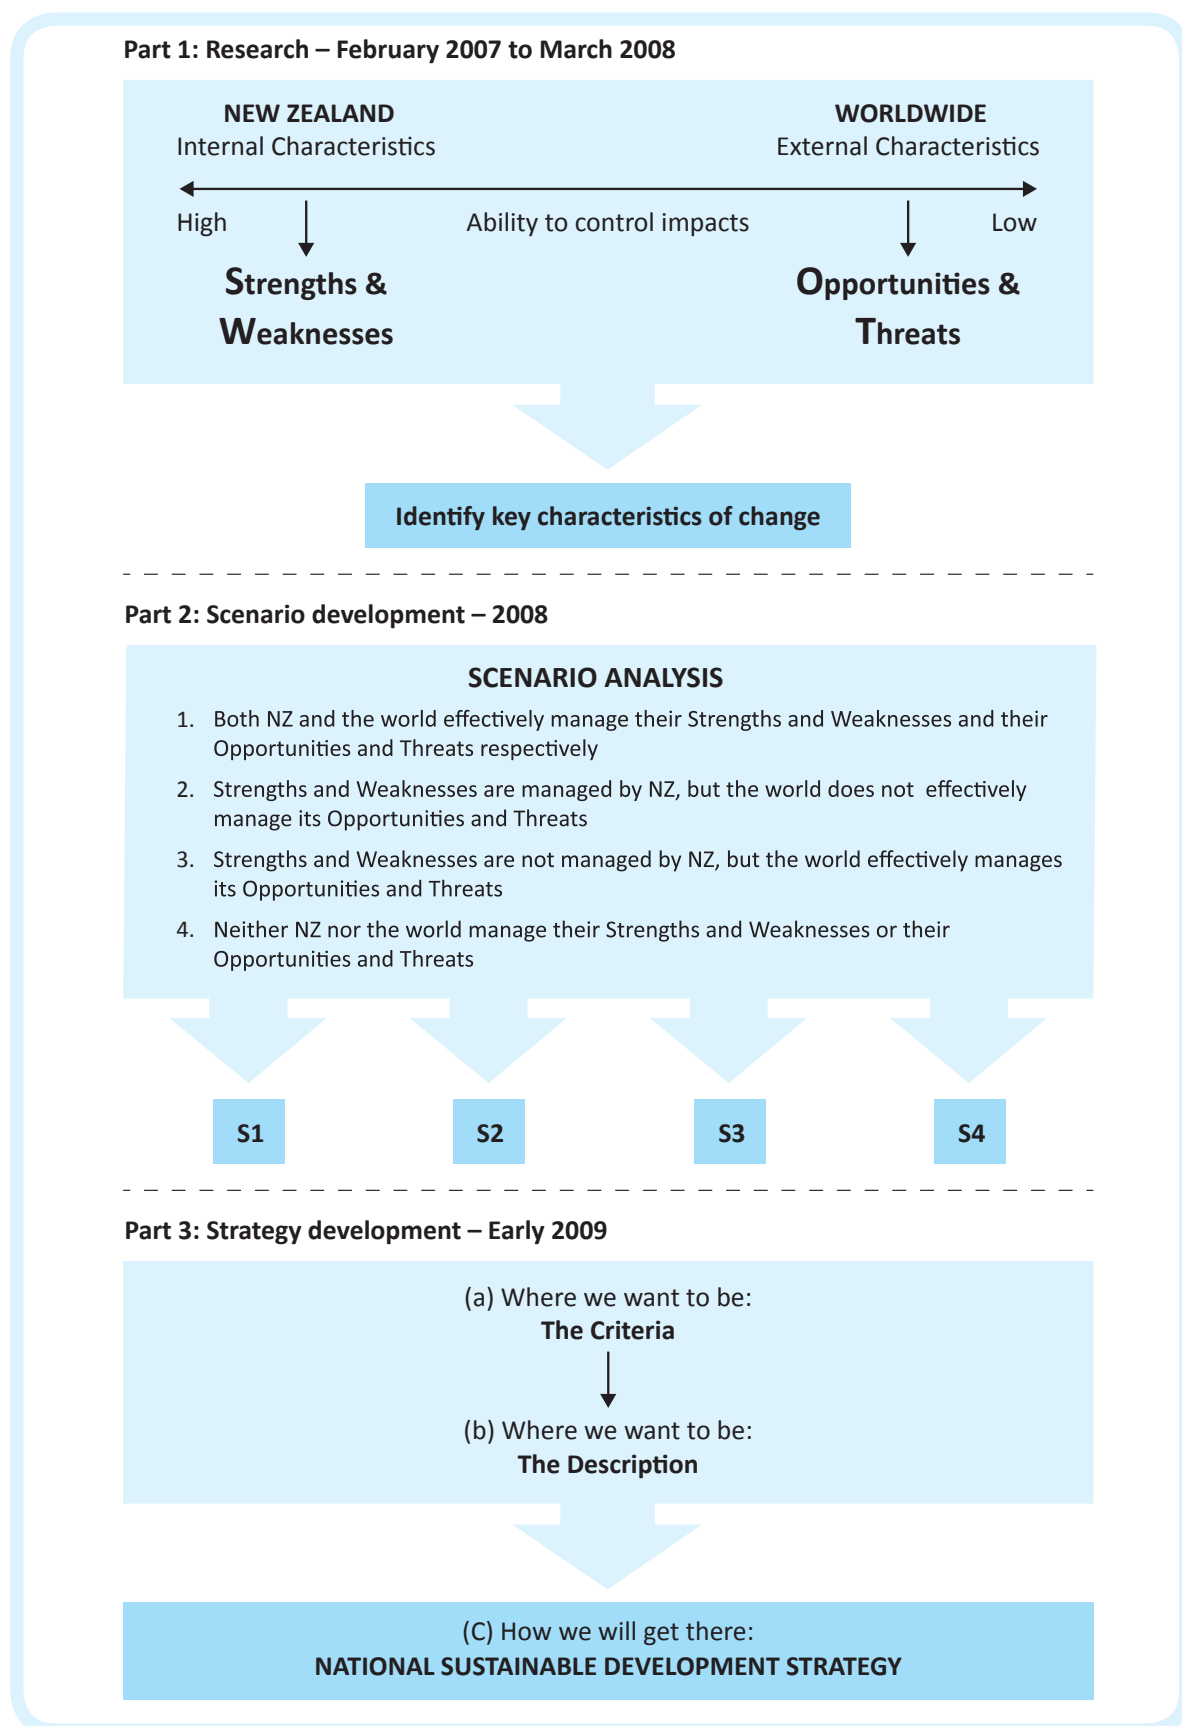 Part 1: Research – February 2007 to March 2008
NEW ZEALAND
Internal Characteristics
WORLDWIDE
External Characteristics
High
Ability to control impacts
Low
Strengths &
Weaknesses
Opportunities &
Threats
Identify key characteristics of change
Part 2: Scenario development – 2008
SCENARIO ANALYSIS
1. Both NZ and the world effectively manage their Strengths and Weaknesses and their
Opportunities and Threats respectively
2. Strengths and Weaknesses are managed by NZ, but the world does not effectively
manage its Opportunities and Threats
3. Strengths and Weaknesses are not managed by NZ, but the world effectively manages
its Opportunities and Threats
4. Neither NZ nor the world manage their Strengths and Weaknesses or their
Opportunities and Threats
S1
S2
S3
S4
Part 3: Strategy development – Early 2009
(a) Where we want to be:
The Criteria
(b) Where we want to be:
The Description
(C) How we will get there:
NATIONAL SUSTAINABLE DEVELOPMENT STRATEGY